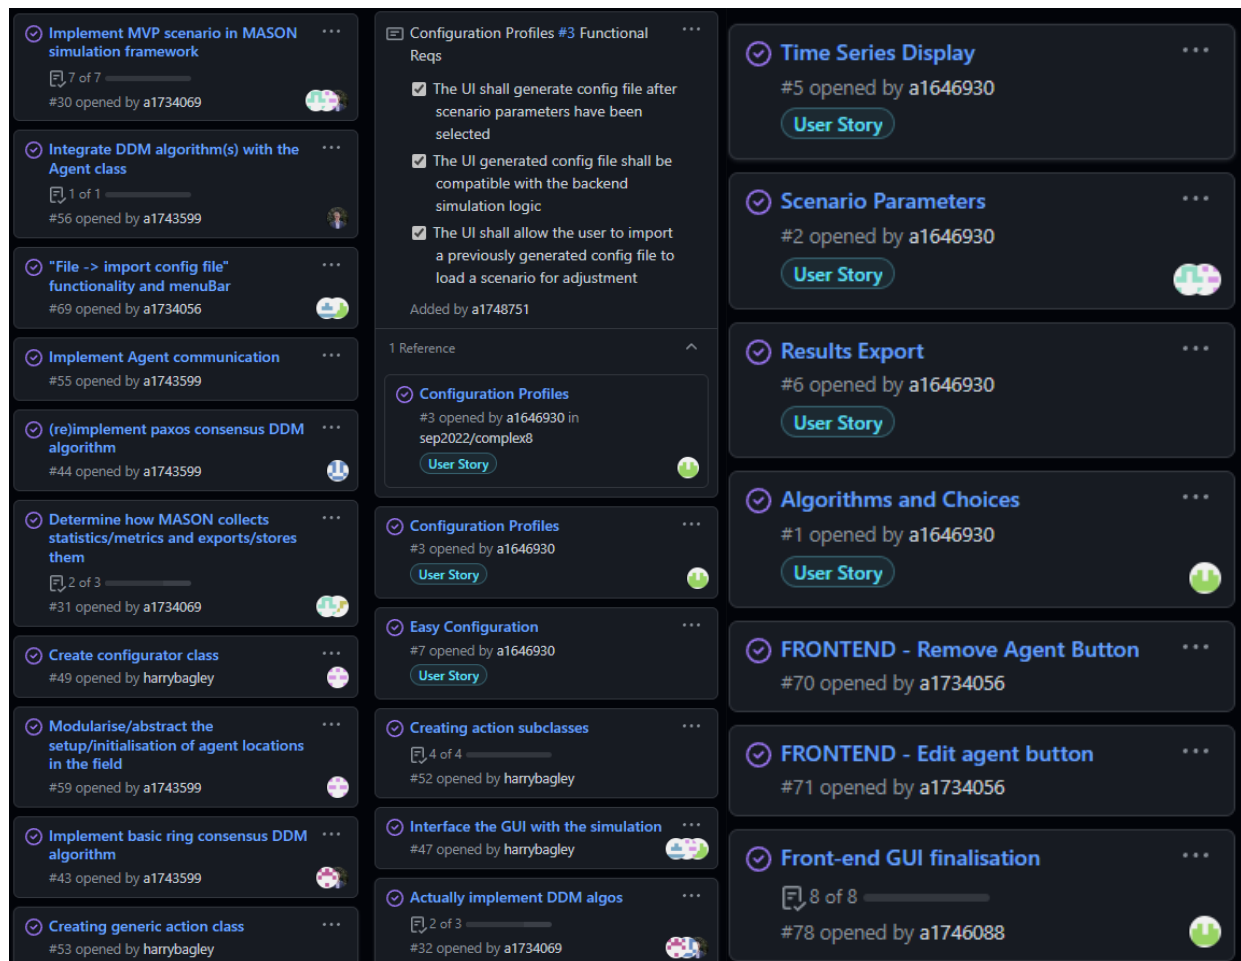 Implement MVP scenario in MASON
simulation framework
7 of 7
#30 opened by a1734069
Integrate DDM algorithm(s) with the
Agent class
1 of 1
#56 opened by a1743599
"File -> import config file"
functionality and menuBar
#69 opened by a1734056
Implement Agent communication
#55 opened by a1743599
(re)implement paxos consensus DDM
algorithm
#44 opened by a1743599
Determine how MASON collects
statistics/metrics and exports/stores
them
2 of 3
#31 opened by a1734069
Create configurator class
#49 opened by harrybagley
Modularise/abstract the
setup/initialisation of agent locations
in the field
#59 opened by a1743599
Implement basic ring consensus DDM
algorithm
#43 opened by a1743599
Creating generic action class
#53 opened by harrybagley
Configuration Profiles #3 Functional
Reqs
The UI shall generate config file after
scenario parameters have been
selected
The UI generated config file shall be
compatible with the backend
simulation logic
The UI shall allow the user to import
a previously generated config file to
load a scenario for adjustment
Added by a1748751
1 Reference
Configuration Profiles
#3 opened by a1646930 in
sep2022/complex8
User Story
Configuration Profiles
#3 opened by a1646930
User Story
Easy Configuration
#7 opened by a1646930
User Story
Creating action subclasses
4 of 4
#52 opened by harrybagley
Interface the GUI with the simulation
#47 opened by harrybagley
Actually implement DDM algos
2 of 3
#32 opened by a1734069
Time Series Display
#5 opened by a1646930
User Story
Scenario Parameters
#2 opened by a1646930
User Story
Results Export
#6 opened by a1646930
User Story
Algorithms and Choices
#1 opened by a1646930
User Story
FRONTEND - Remove Agent Button
#70 opened by a1734056
FRONTEND - Edit agent button
#71 opened by a1734056
Front-end GUI finalisation
8 of 8
#78 opened by a1746088